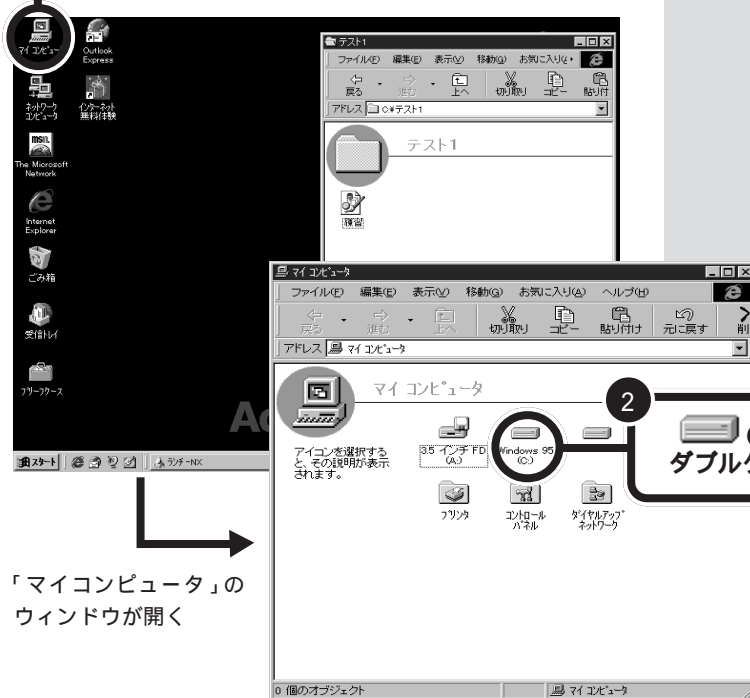 マイ コンピュータ
Outlook
Express
ネットワーク
コンピュータ
インターネット
無料体験
msn.
The Microsoft
Network
Internet
Explorer
ごみ箱
受信トレイ
ブリーフケース
スタート
ランチ-NX
テスト1
ファイル(F) 編集(E) 表示(V) 移動(G) お気に入り(
戻る 進む 上へ 切り取り コピー 貼り付
アドレス C:¥テスト1
テスト1
練習
マイ コンピュータ
ファイル(F) 編集(E) 表示(V) 移動(G) お気に入り(A) ヘルプ(H)
戻る 進む 上へ 切り取り コピー 貼り付け 元に戻す 削
アドレス マイ コンピュータ
マイ コンピュータ
アイコンを選択する
と、その説明が表示
されます。
3.5 インチ FD
(A:)
Windows 95
(C:)
プリンタ
コントロール
パネル
ダイヤルアップ
ネットワーク
2
(
ダブルク
0 個のオブジェクト
マイ コンピュータ
「マイコンピュータ」の
ウィンドウが開く